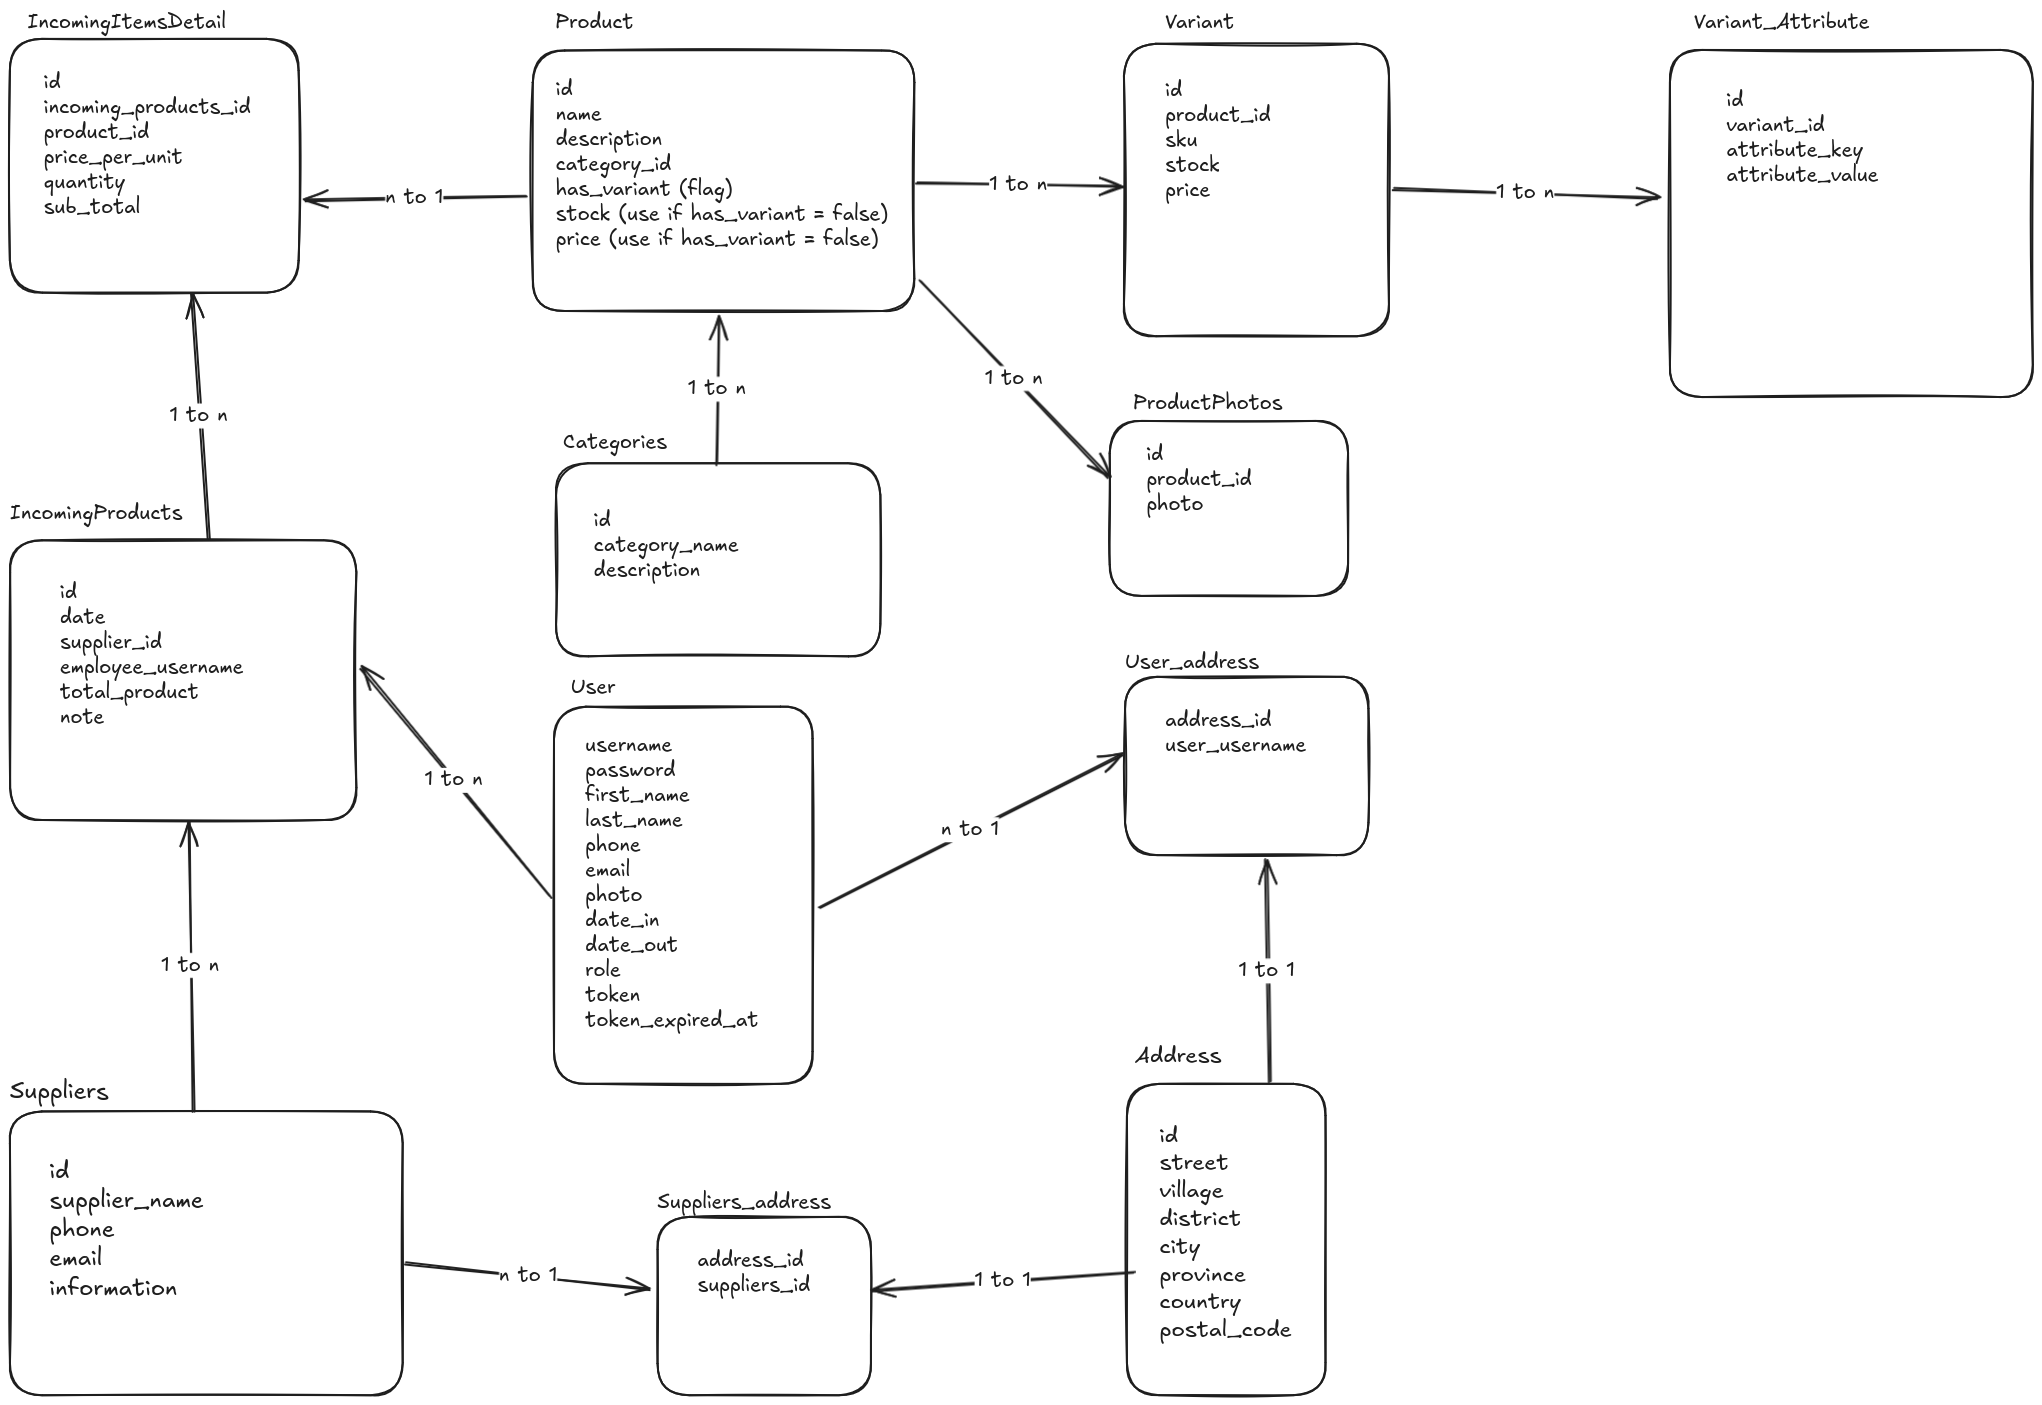 IncomingItemsDetail
id
incoming_products_id
product_id
price_per_unit
quantity
sub_total
n to 1
Product
id
name
description
category_id
has_variant (flag)
stock (use if has_variant = false)
price (use if has_variant = false)
1 to n
Variant
id
product_id
sku
stock
price
1 to n
Variant_Attribute
id
variant_id
attribute_key
attribute_value
1 to n
1 to n
1 to n
ProductPhotos
id
product_id
photo
Categories
id
category_name
description
IncomingProducts
id
date
supplier_id
employee_username
total_product
note
1 to n
User
username
password
first_name
last_name
phone
email
photo
date_in
date_out
role
token
token_expired_at
n to 1
User_address
address_id
user_username
1 to n
1 to 1
Suppliers
id
supplier_name
phone
email
information
n to 1
Suppliers_address
address_id
suppliers_id
1 to 1
Address
id
street
village
district
city
province
country
postal_code